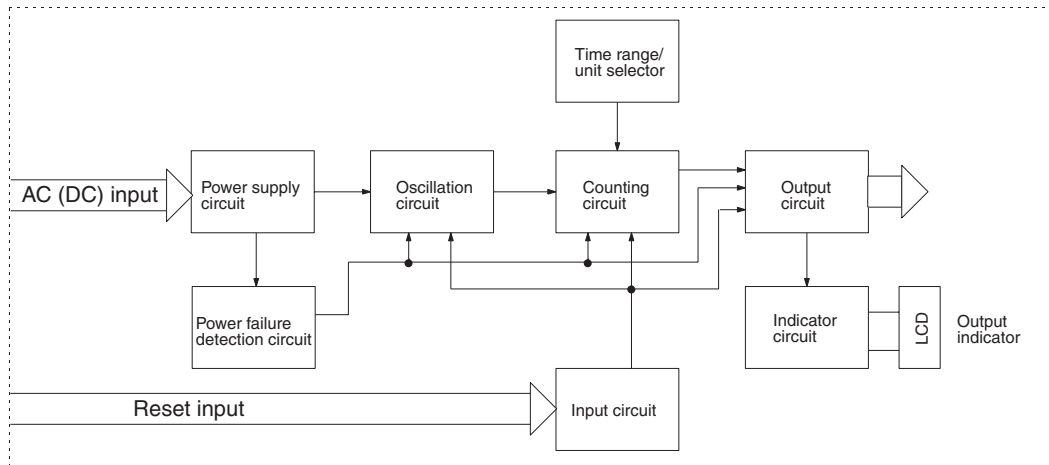 Time range/
unit selector
AC (DC) input
Power supply
circuit
Oscillation
circuit
Counting
circuit
Output
circuit
Power failure
detection circuit
Indicator
circuit
LCD
Output
indicator
Reset input
Input circuit